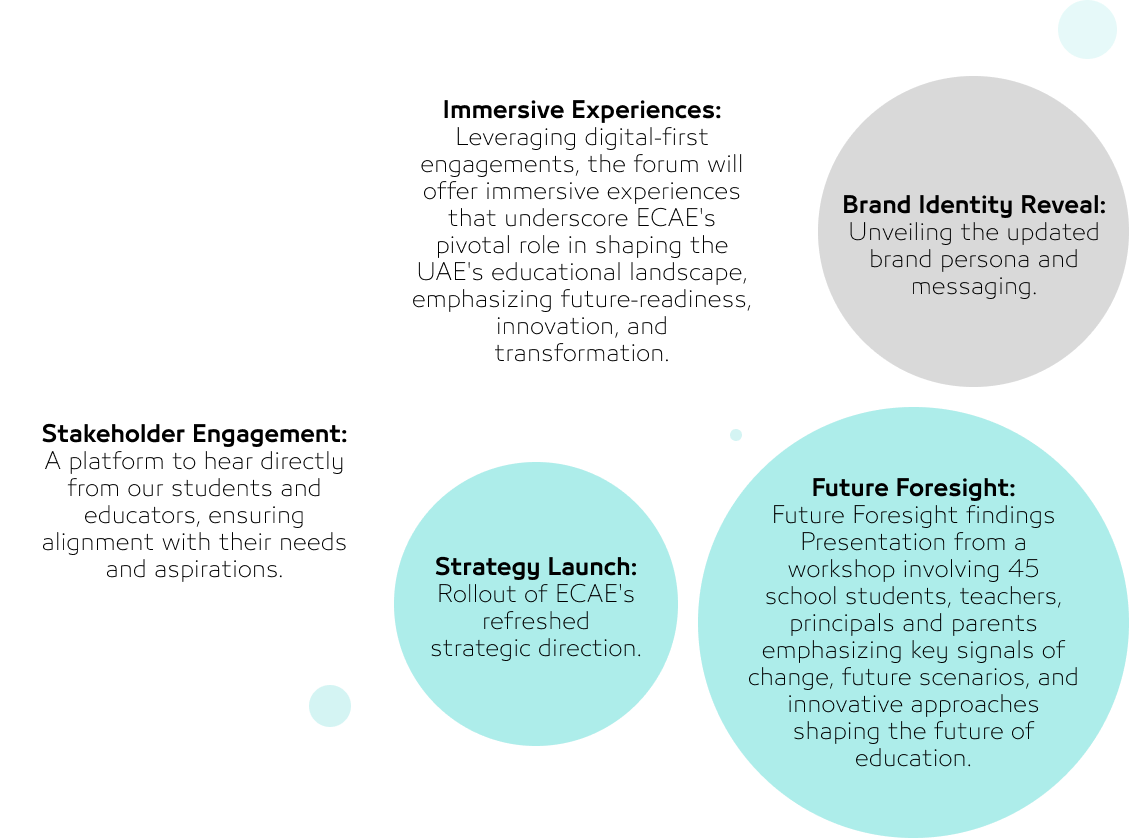 Immersive Experiences:
Leveraging digital-first
engagements, the forum will
offer immersive experiences
that underscore ECAE's
pivotal role in shaping the
UAE's educational landscape,
emphasizing future-readiness,
innovation, and
transformation.
Brand Identity Reveal:
Unveiling the updated
brand persona and
messaging.
Stakeholder Engagement:
A platform to hear directly
from our students and
educators, ensuring
alignment with their needs
and aspirations.
Strategy Launch:
Rollout of ECAE's
refreshed
strategic direction.
Future Foresight:
Future Foresight findings
Presentation from a
workshop involving 45
school students, teachers,
principals and parents
emphasizing key signals of
change, future scenarios, and
innovative approaches
shaping the future of
education.